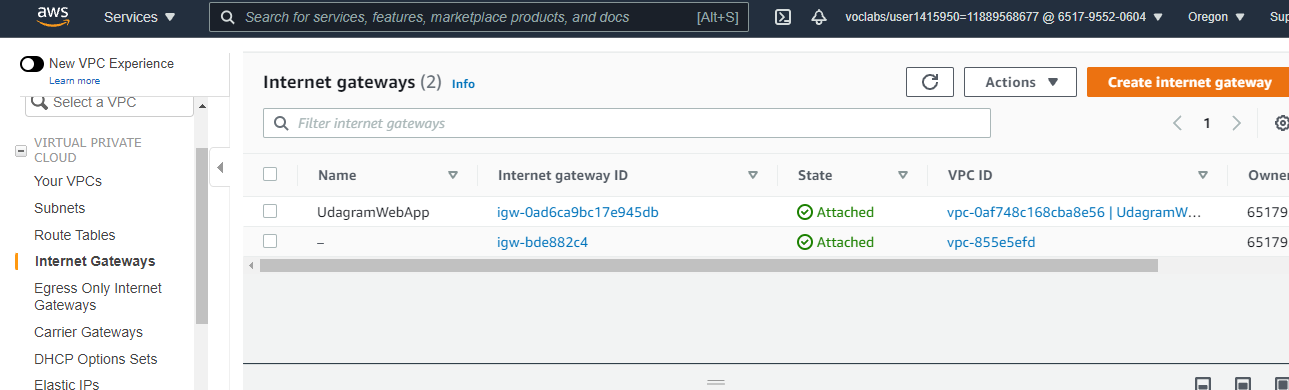 aws Services Search for services, features, marketplace products, and docs [Alt+S] voclabs/user1415950=11889568677 @ 6517-9552-0604 Oregon Sup
New VPC Experience
Learn more
Select a VPC
VIRTUAL PRIVATE
CLOUD
Your VPCs
Subnets
Route Tables
Internet Gateways
Egress Only Internet
Gateways
Carrier Gateways
DHCP Options Sets
Elastic IPs
Internet gateways (2) Info Actions Create internet gateway
Filter internet gateways 1
Name Internet gateway ID State VPC ID Owner
UdagramWebApp igw-0ad6ca9bc17e945db Attached vpc-0af748c168cba8e56 | UdagramW… 65179
– igw-bde882c4 Attached vpc-855e5efd 65179